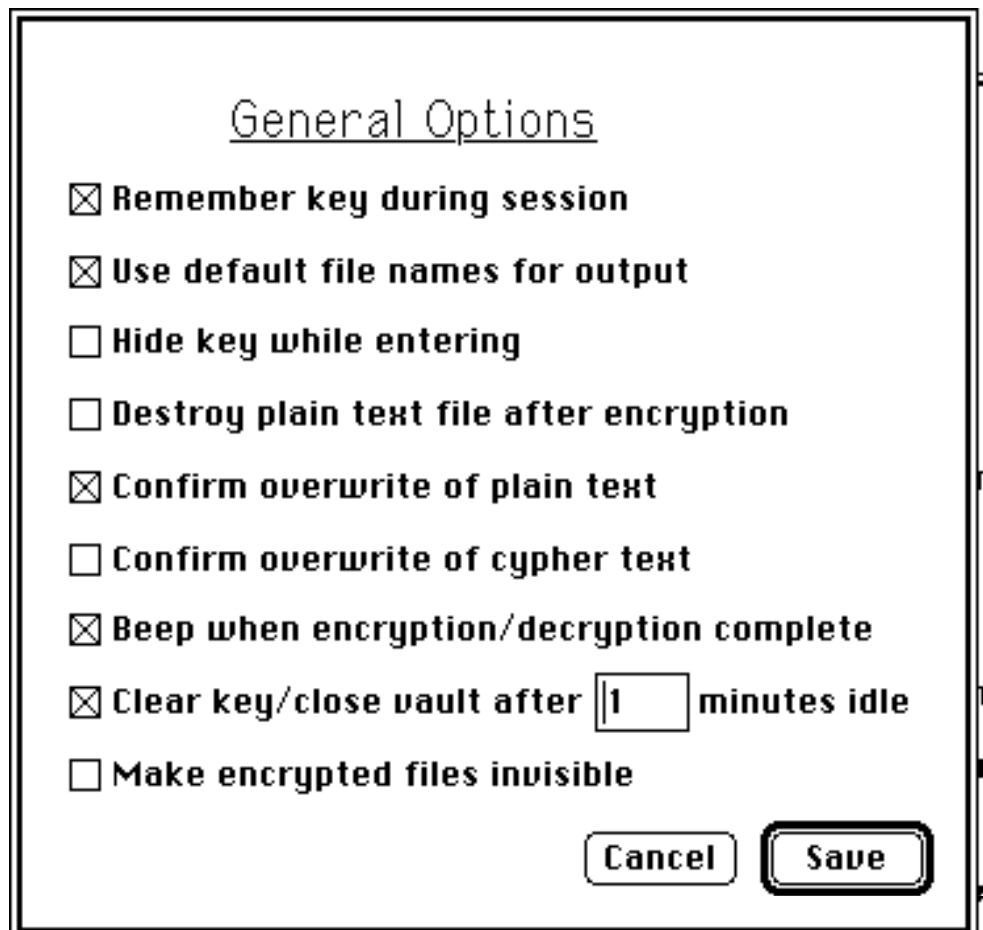 General Options
Remember key during session
Use default file names for output
Hide key while entering
Destroy plain text file after encryption
Confirm overwrite of plain text
Confirm overwrite of cypher text
Beep when encryption/decryption complete
Clear key/close vault after 1 minutes idle
Make encrypted files invisible
Cancel Save